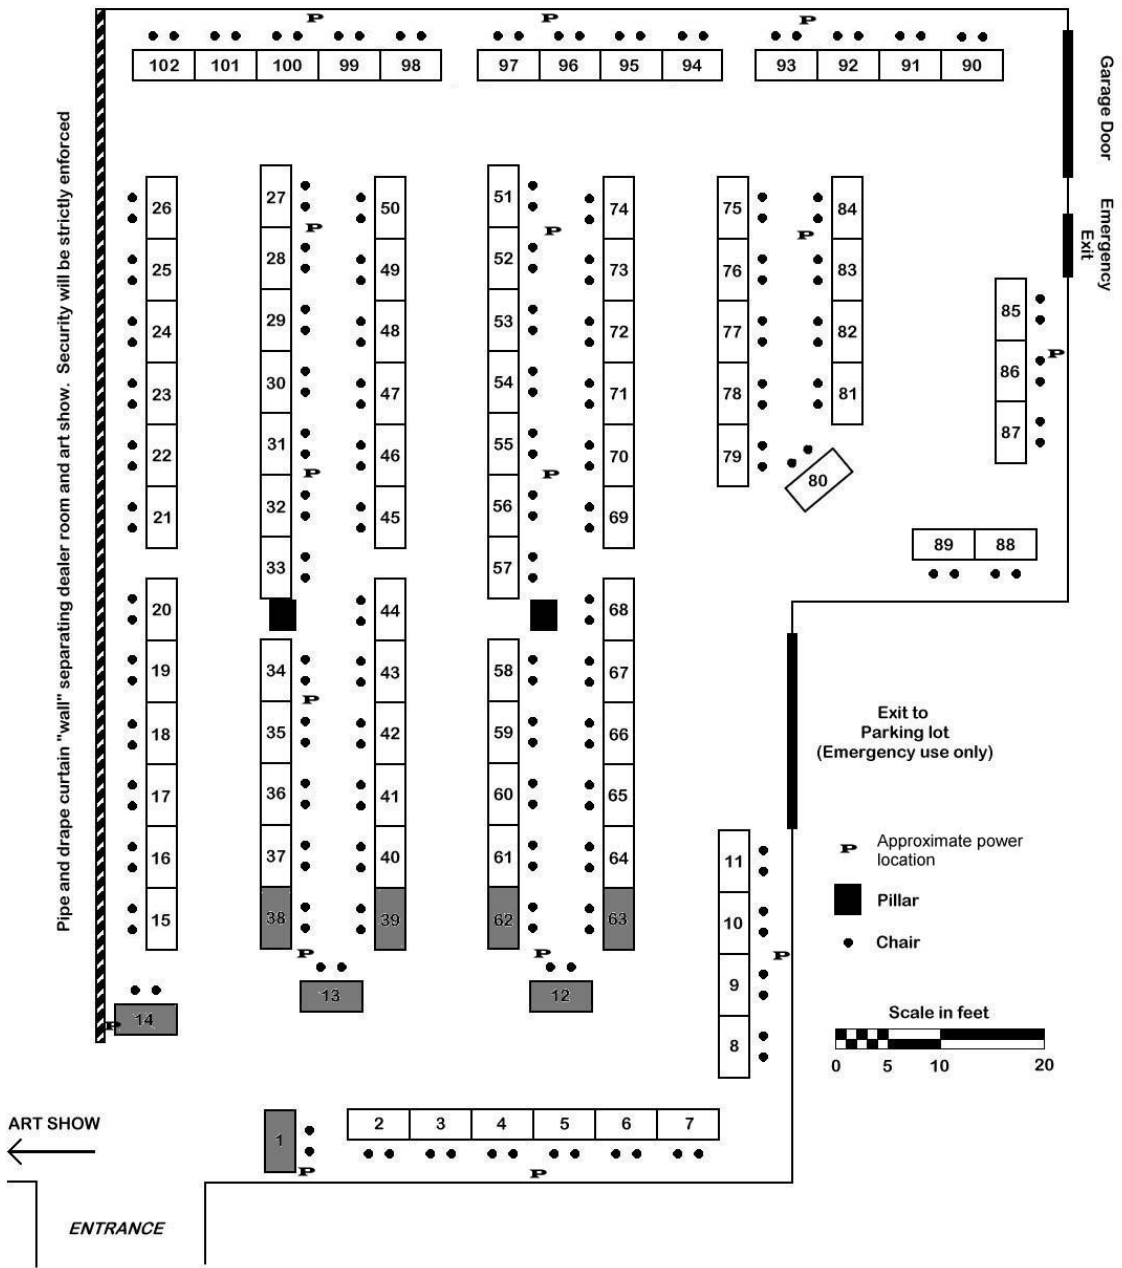 P P P
102 101 100 99 98 97 96 95 94 93 92 91 90
Garage Door
Emergency
Exit
Pipe and drape curtain "wall" separating dealer room and art show. Security will be strictly enforced
26 27 50 51 74 75 84
P P P
25 28 49 52 73 76 83
24 29 48 53 72 77 82 85
P
23 30 47 54 71 78 81 86
22 31 46 55 70 79 80 87
P P
21 32 45 56 69
33 57 89 88
20 44 68
19 34 43 58 67
P
18 35 42 59 66
17 36 41 60 65
16 37 40 61 64 11
15 38 39 62 63 10
P P P
14 13 12 9
P
8
Exit to
Parking lot
(Emergency use only)
P Approximate power
location
Pillar
Chair
Scale in feet
0 5 10 20
1 2 3 4 5 6 7
P P
ART SHOW
ENTRANCE